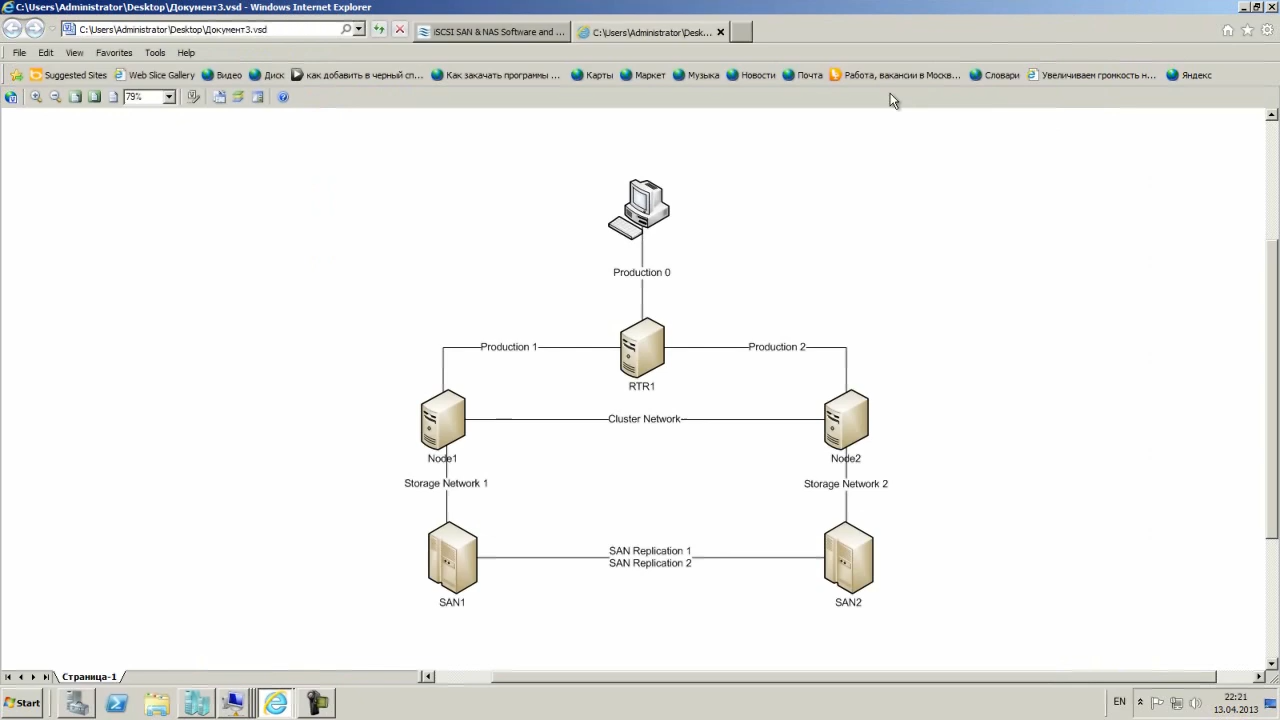 C:\Users\Administrator\Desktop\Документ3.vsd - Windows Internet Explorer
C:\Users\Administrator\Desktop\Документ3.vsd
iSCSI SAN & NAS Software and ...
C:\Users\Administrator\Desk...
File Edit View Favorites Tools Help
Suggested Sites Web Slice Gallery Видео Диск как добавить в черный сп... Как закачать программы ... Карты Маркет Музыка Новости Почта Работа, вакансии в Москв... Словари Увеличиваем громкость н... Яндекс
79%
Production 0
Production 1
Production 2
RTR1
Cluster Network
Node1
Node2
Storage Network 1
Storage Network 2
SAN Replication 1
SAN Replication 2
SAN1
SAN2
Страница-1
Start
EN
22:21
13.04.2013